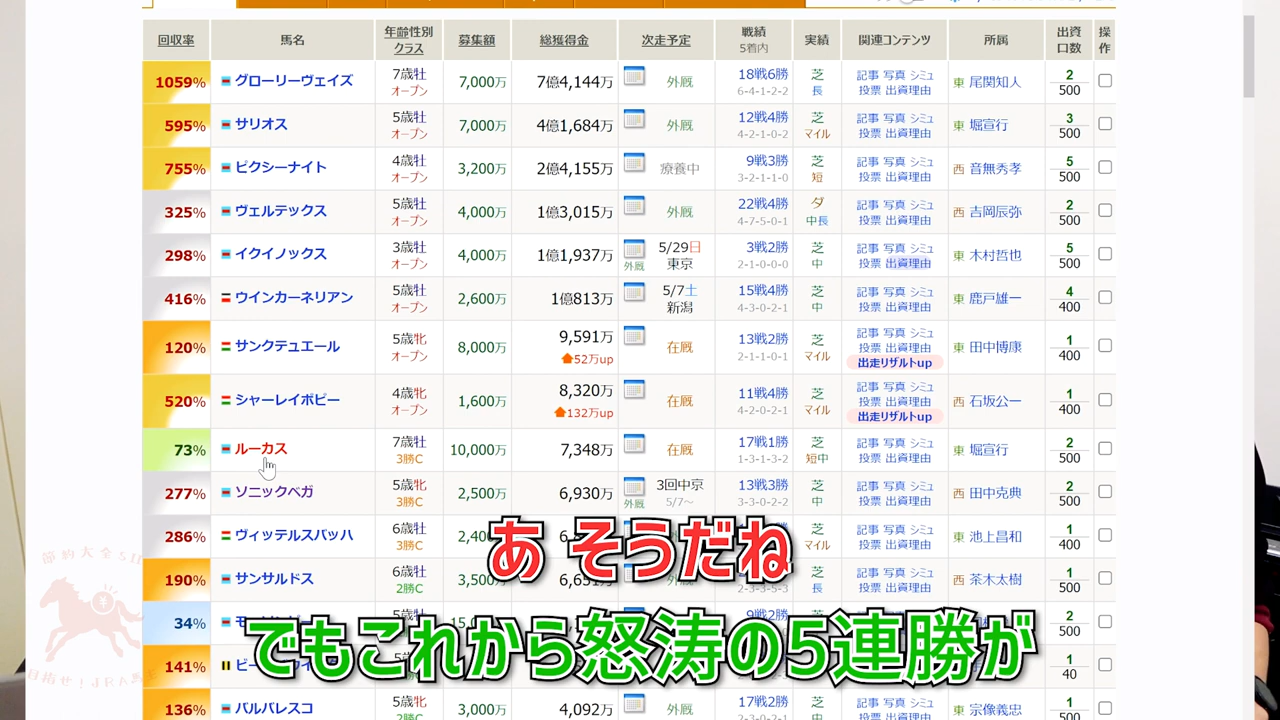 回収率 馬名 年齢性別 クラス 募集額 総獲得金 次走予定 戦績 5着内 実績 関連コンテンツ 所属 出資口数 操作
1059% グローリーヴェイズ 7歳牡 オープン 7,000万 7億4,144万 外厩 18戦6勝 6-4-1-2-2 芝 長 記事 写真 シミュ 投票 出資理由 東 尾関知人 2 500
595% サリオス 5歳牡 オープン 7,000万 4億1,684万 外厩 12戦4勝 4-2-1-0-2 芝 マイル 記事 写真 シミュ 投票 出資理由 東 堀宣行 3 500
755% ピクシーナイト 4歳牡 オープン 3,200万 2億4,155万 療養中 9戦3勝 3-2-1-1-0 芝 短 記事 写真 シミュ 投票 出資理由 西 音無秀孝 5 500
325% ヴェルテックス 5歳牡 オープン 4,000万 1億3,015万 外厩 22戦4勝 4-7-5-0-1 ダ 中長 記事 写真 シミュ 投票 出資理由 西 吉岡辰弥 2 500
298% イクイノックス 3歳牡 オープン 4,000万 1億1,937万 外厩 5/29日 東京 3戦2勝 2-1-0-0-0 芝 中 記事 写真 シミュ 投票 出資理由 東 木村哲也 5 500
416% ウインカーネリアン 5歳牡 オープン 2,600万 1億813万 5/7土 新潟 15戦4勝 4-3-0-2-1 芝 中 記事 写真 シミュ 投票 出資理由 東 鹿戸雄一 4 400
120% サンクテュエール 5歳牝 オープン 8,000万 9,591万 52万up 在厩 13戦2勝 2-1-1-0-1 芝 マイル 記事 写真 シミュ 投票 出資理由 出走リザルトup 東 田中博康 1 400
520% シャーレイポピー 4歳牝 オープン 1,600万 8,320万 132万up 在厩 11戦4勝 4-2-0-2-1 芝 マイル 記事 写真 シミュ 投票 出資理由 出走リザルトup 西 石坂公一 1 400
73% ルーカス 7歳牡 3勝C 10,000万 7,348万 在厩 17戦1勝 1-3-1-3-2 芝 短中 記事 写真 シミュ 投票 出資理由 東 堀宣行 2 500
277% ソニックベガ 5歳牝 3勝C 2,500万 6,930万 外厩 3回中京 5/7~ 13戦3勝 3-3-0-2-2 芝 中 記事 写真 シミュ 投票 出資理由 西 田中克典 2 500
286% ヴィッテルスバッハ 6歳牡 3勝C 芝 マイル 記事 写真 シミュ 投票 出資理由 東 池上昌和 1 400
あ そうだね
190% サンサルドス 6歳牡 2勝C 3,500万 芝 長 記事 写真 シミュ 投票 出資理由 西 茶木太樹 1 500
34% 9戦2勝 2 500
でもこれから怒涛の5連勝が
141% 1 40
136% バルバレスコ 5歳牝 2勝C 3,000万 4,092万 外厩 17戦2勝 芝 記事 写真 シミュ 投票 出資理由 東 宗像義忠 1 500
節約大全
目指せ!JRA馬主